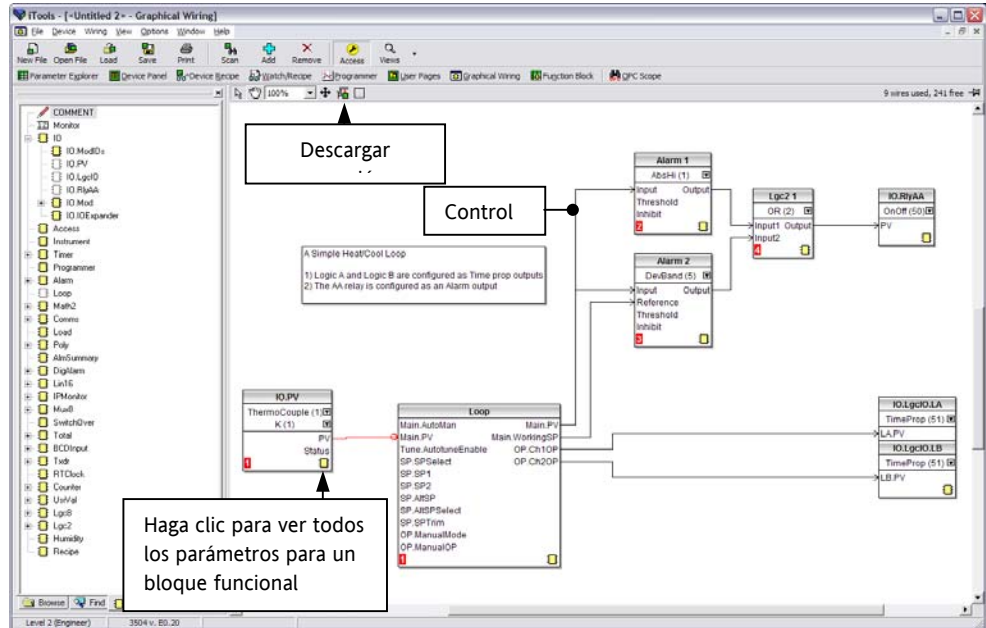 iTools - [<Untitled 2> - Graphical Wiring]
File Device Wiring View Options Window Help
New File Open File Load Save Print Scan Add Remove Access Views
Parameter Explorer Device Panel Device Recipe Watch/Recipe Programmer User Pages Graphical Wiring Function Block OPC Scope
100%
9 wires used, 241 free
COMMENT
Monitor
IO
IO.ModIDs
IO.PV
IO.LgcIO
IO.RlyAA
IO.Mod
IO.IOExpander
Access
Instrument
Timer
Programmer
Alarm
Loop
Math2
Comms
Load
Poly
AlmSummary
DigAlarm
Lin16
IPMonitor
Mux8
SwitchOver
Total
BCDInput
Txdr
RTClock
Counter
UsrVal
Lgc8
Lgc2
Humidity
Recipe
Browse Find
Level 2 (Engineer) 3504 v. E0.20
Descargar
Control
A Simple Heat/Cool Loop
1) Logic A and Logic B are configured as Time prop outputs
2) The AA relay is configured as an Alarm output
Alarm 1
AbsHi (1)
Input Output
Threshold
Inhibit
2
Alarm 2
DevBand (5)
Input Output
Reference
Threshold
Inhibit
3
Lgc2 1
OR (2)
Input1 Output
Input2
4
IO.RlyAA
OnOff (50)
PV
IO.PV
ThermoCouple (1)
K (1)
PV
Status
1
Loop
Main.AutoMan Main.PV
Main.PV Main.WorkingSP
Tune.AutotuneEnable OP.Ch1OP
SP.SPSelect OP.Ch2OP
SP.SP1
SP.SP2
SP.AltSP
SP.AltSPSelect
SP.SPTrim
OP.ManualMode
OP.ManualOP
1
IO.LgcIO.LA
TimeProp (51)
LA.PV
IO.LgcIO.LB
TimeProp (51)
LB.PV
Haga clic para ver todos
los parámetros para un
bloque funcional